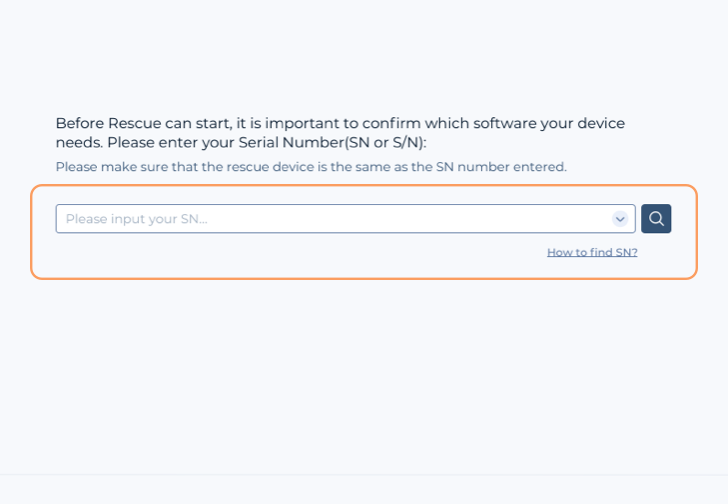 Before Rescue can start, it is important to confirm which software your device
needs. Please enter your Serial Number(SN or S/N):
Please make sure that the rescue device is the same as the SN number entered.
Please input your SN...
How to find SN?